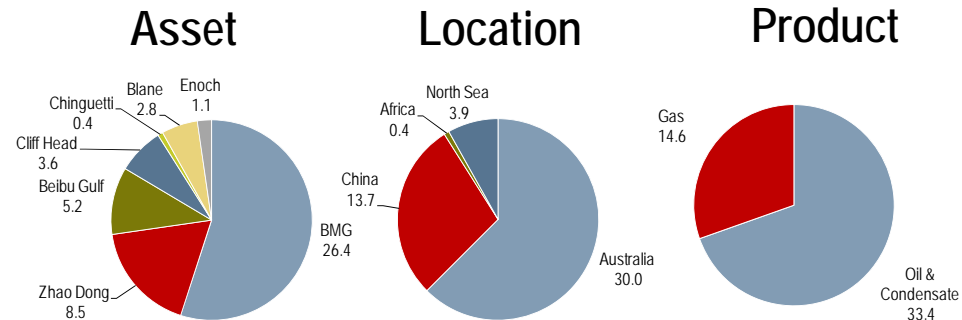 Asset
Enoch
1.1
Blane
2.8
Chinguetti
0.4
Cliff Head
3.6
Beibu Gulf
5.2
Zhao Dong
8.5
BMG
26.4
Location
North Sea
3.9
Africa
0.4
China
13.7
Australia
30.0
Product
Gas
14.6
Oil &
Condensate
33.4